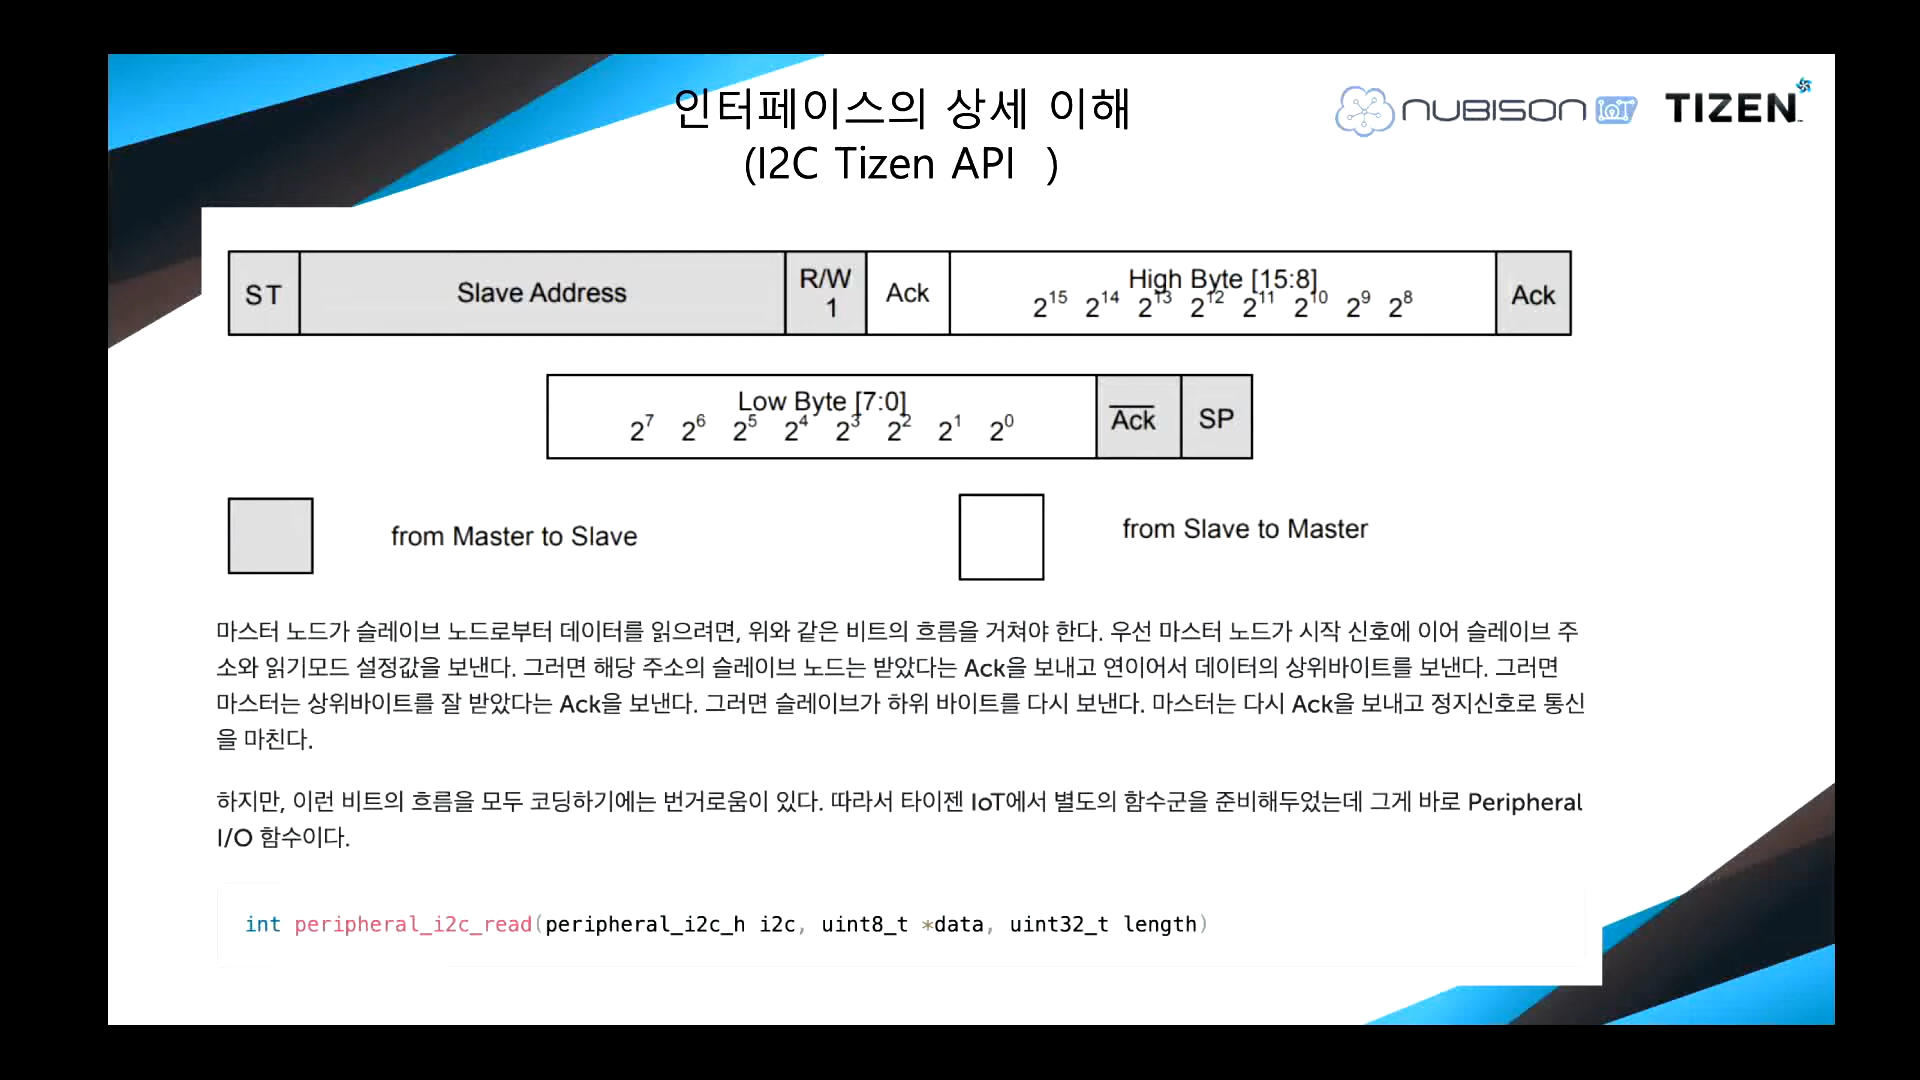 인터페이스의 상세 이해
(I2C Tizen API )
NUBISON IoT
TIZEN
ST Slave Address R/W 1 Ack High Byte [15:8] 2^15 2^14 2^13 2^12 2^11 2^10 2^9 2^8 Ack
Low Byte [7:0] 2^7 2^6 2^5 2^4 2^3 2^2 2^1 2^0 A̅c̅k̅ SP
from Master to Slave
from Slave to Master
마스터 노드가 슬레이브 노드로부터 데이터를 읽으려면, 위와 같은 비트의 흐름을 거쳐야 한다. 우선 마스터 노드가 시작 신호에 이어 슬레이브 주
소와 읽기모드 설정값을 보낸다. 그러면 해당 주소의 슬레이브 노드는 받았다는 Ack을 보내고 연이어서 데이터의 상위바이트를 보낸다. 그러면
마스터는 상위바이트를 잘 받았다는 Ack을 보낸다. 그러면 슬레이브가 하위 바이트를 다시 보낸다. 마스터는 다시 Ack을 보내고 정지신호로 통신
을 마친다.
하지만, 이런 비트의 흐름을 모두 코딩하기에는 번거로움이 있다. 따라서 타이젠 IoT에서 별도의 함수군을 준비해두었는데 그게 바로 Peripheral
I/O 함수이다.
int peripheral_i2c_read(peripheral_i2c_h i2c, uint8_t *data, uint32_t length)